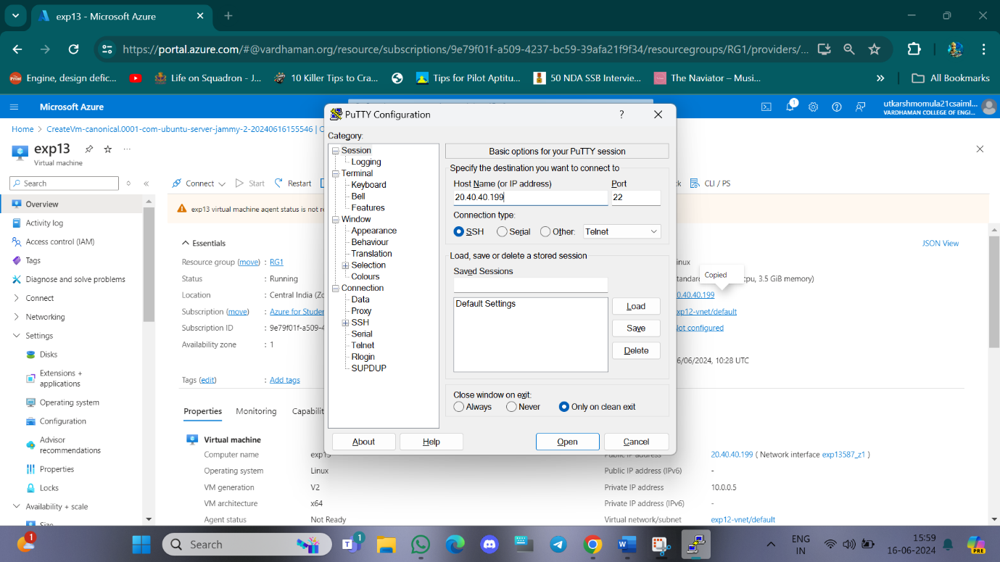 exp13 - Microsoft Azure
https://portal.azure.com/#@vardhaman.org/resource/subscriptions/9e79f01f-a509-4237-bc59-39afa21f9f34/resourcegroups/RG1/providers/...
Engine, design defic...
Life on Squadron - J...
10 Killer Tips to Cra...
Tips for Pilot Aptitu...
50 NDA SSB Intervie...
The Naviator – Musi...
All Bookmarks
Microsoft Azure
1
utkarshmomula21csaiml...
VARDHAMAN COLLEGE OF ENGI...
Home > CreateVm-canonical.0001-com-ubuntu-server-jammy-2-20240616155546 |
exp13
Virtual machine
Search
Connect
Start
Restart
CLI / PS
Overview
Activity log
Access control (IAM)
Tags
Diagnose and solve problems
Connect
Networking
Settings
Disks
Extensions +
applications
Operating system
Configuration
Advisor
recommendations
Properties
Locks
Availability + scale
Size
exp13 virtual machine agent status is not re
Essentials
JSON View
Resource group (move) : RG1
Status : Running
Location : Central India (Zo
Subscription (move) : Azure for Studen
Subscription ID : 9e79f01f-a509-4
Availability zone : 1
Tags (edit) : Add tags
inux
tandard
cpu, 3.5 GiB memory)
Copied
0.40.40.199
xp12-vnet/default
Not configured
6/06/2024, 10:28 UTC
Properties
Monitoring
Capabilit
Virtual machine
Computer name exp13
Operating system Linux
VM generation V2
VM architecture x64
Agent status Not Ready
Public IP address 20.40.40.199 ( Network interface exp13587_z1 )
Public IP address (IPv6) -
Private IP address 10.0.0.5
Private IP address (IPv6) -
Virtual network/subnet exp12-vnet/default
PuTTY Configuration
?
Category:
Session
Logging
Terminal
Keyboard
Bell
Features
Window
Appearance
Behaviour
Translation
Selection
Colours
Connection
Data
Proxy
SSH
Serial
Telnet
Rlogin
SUPDUP
Basic options for your PuTTY session
Specify the destination you want to connect to
Host Name (or IP address)
Port
20.40.40.199
22
Connection type:
SSH
Serial
Other:
Telnet
Load, save or delete a stored session
Saved Sessions
Default Settings
Load
Save
Delete
Close window on exit:
Always
Never
Only on clean exit
About
Help
Open
Cancel
1
Search
1
ENG
IN
15:59
16-06-2024
PRE